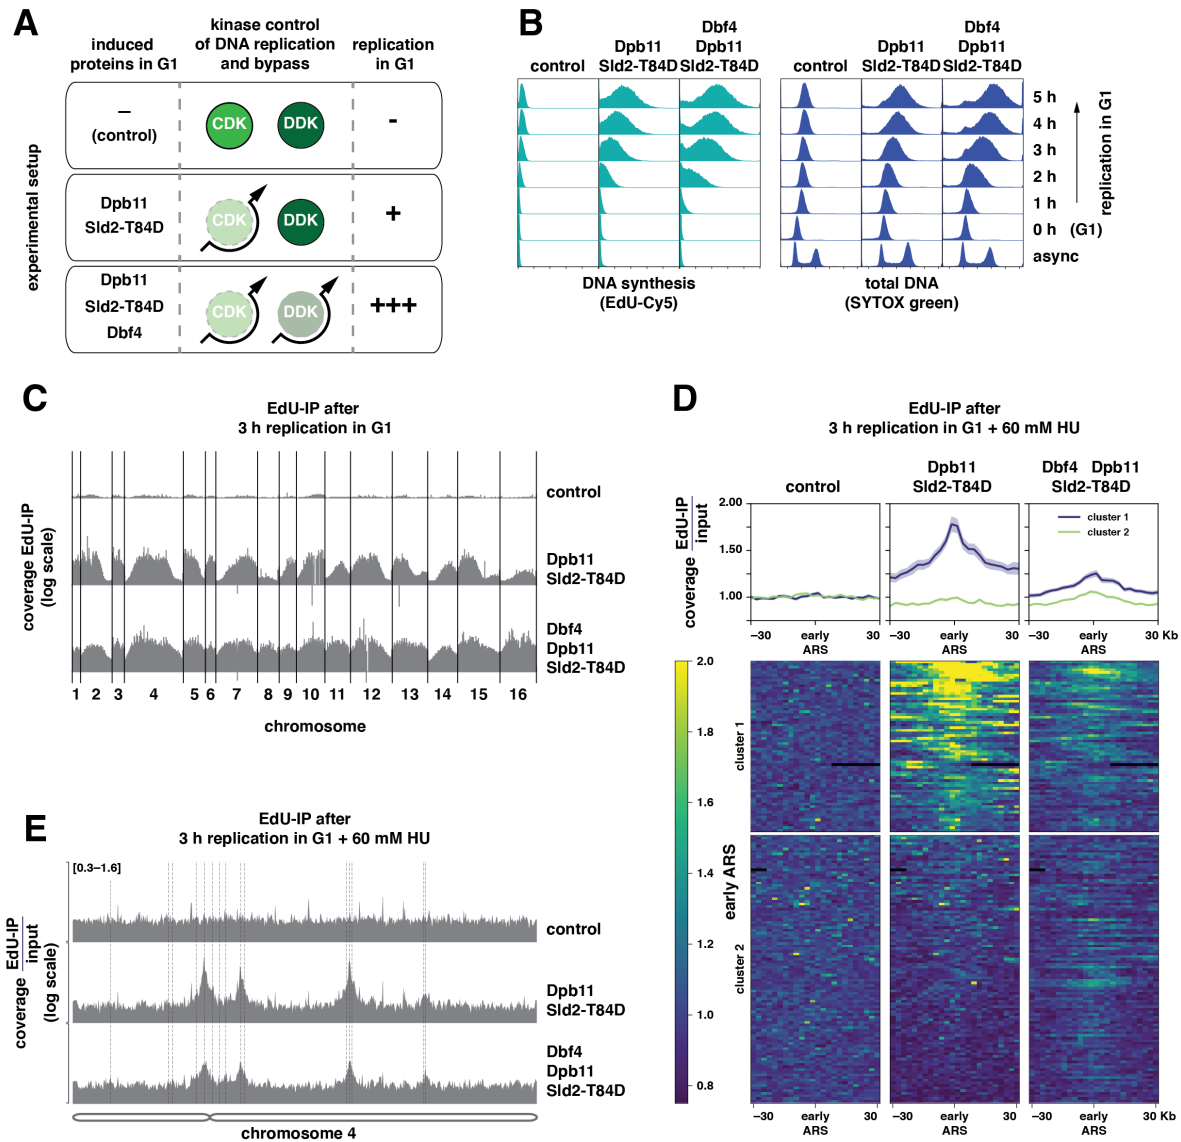 A
induced
proteins in G1
kinase control
of DNA replication
and bypass
replication
in G1
experimental setup
–
(control)
CDK
DDK
-
Dpb11
Sld2-T84D
CDK
DDK
+
Dpb11
Sld2-T84D
Dbf4
CDK
DDK
+++
B
control
Dpb11
Sld2-T84D
Dbf4
Dpb11
Sld2-T84D
control
Dpb11
Sld2-T84D
Dbf4
Dpb11
Sld2-T84D
5 h
4 h
3 h
2 h
1 h
0 h (G1)
async
replication in G1
DNA synthesis
(EdU-Cy5)
total DNA
(SYTOX green)
C
EdU-IP after
3 h replication in G1
coverage EdU-IP
(log scale)
control
Dpb11
Sld2-T84D
Dbf4
Dpb11
Sld2-T84D
1 2 3 4 5 6 7 8 9 10 11 12 13 14 15 16
chromosome
D
EdU-IP after
3 h replication in G1 + 60 mM HU
control
Dpb11
Sld2-T84D
Dbf4 Dpb11
Sld2-T84D
coverage EdU-IP
input
2.00
1.50
1.00
cluster 1
cluster 2
−30 early 30
ARS
−30 early 30
ARS
−30 early 30 Kb
ARS
2.0
1.8
1.6
1.4
1.2
1.0
0.8
cluster 1
early ARS
cluster 2
−30 early 30
ARS
−30 early 30
ARS
−30 early 30 Kb
ARS
E
EdU-IP after
3 h replication in G1 + 60 mM HU
[0.3–1.6]
coverage EdU-IP
input
(log scale)
control
Dpb11
Sld2-T84D
Dbf4
Dpb11
Sld2-T84D
chromosome 4